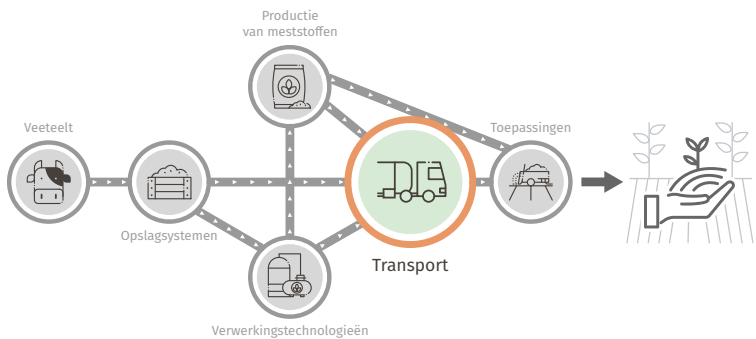 Productie
van meststoffen
Veeteelt
Toepassingen
Opslagsystemen
Transport
Verwerkingstechnologieën